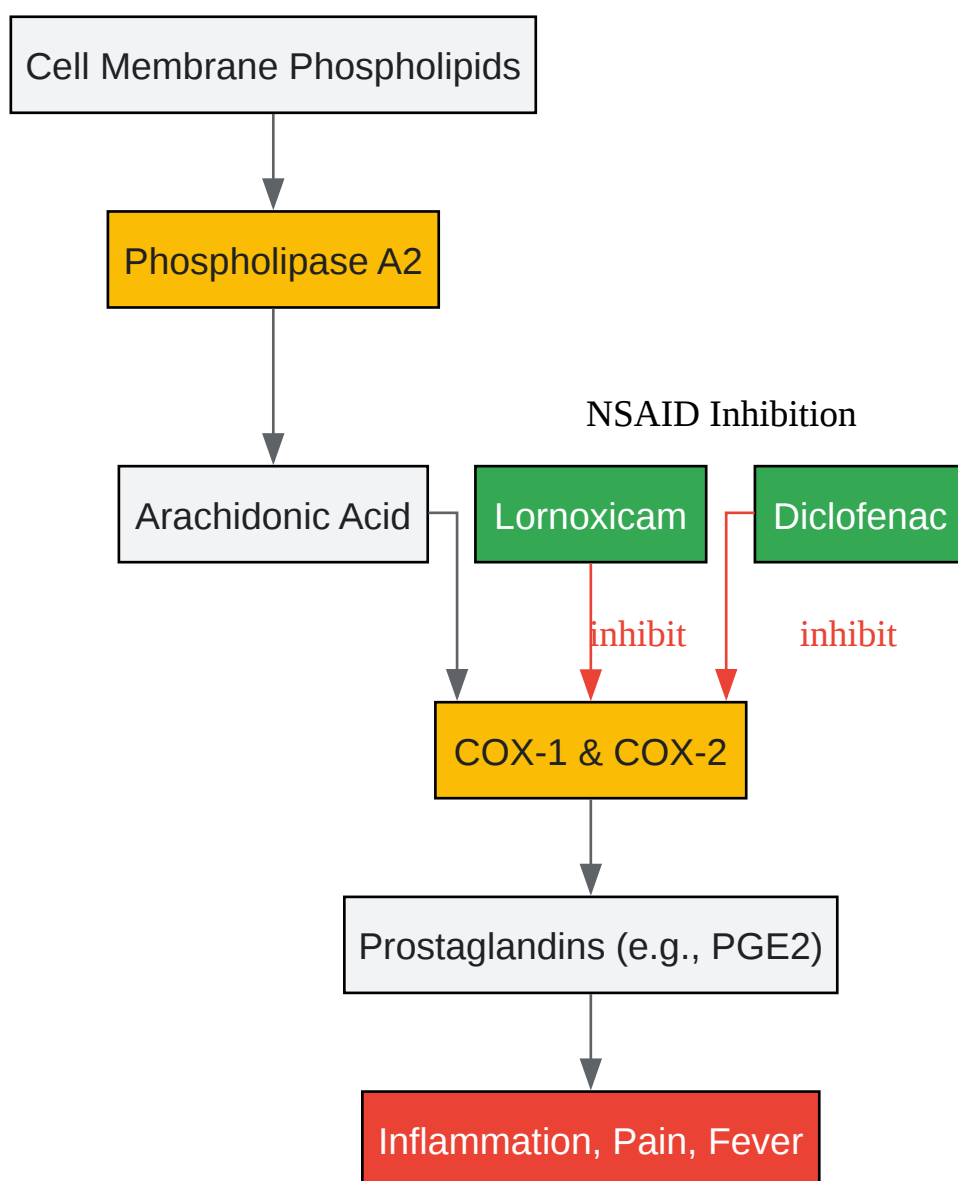 Cell Membrane Phospholipids
Phospholipase A2
NSAID Inhibition
Arachidonic Acid
Lornoxicam
Diclofenac
inhibit
inhibit
COX-1 & COX-2
Prostaglandins (e.g., PGE2)
Inflammation, Pain, Fever